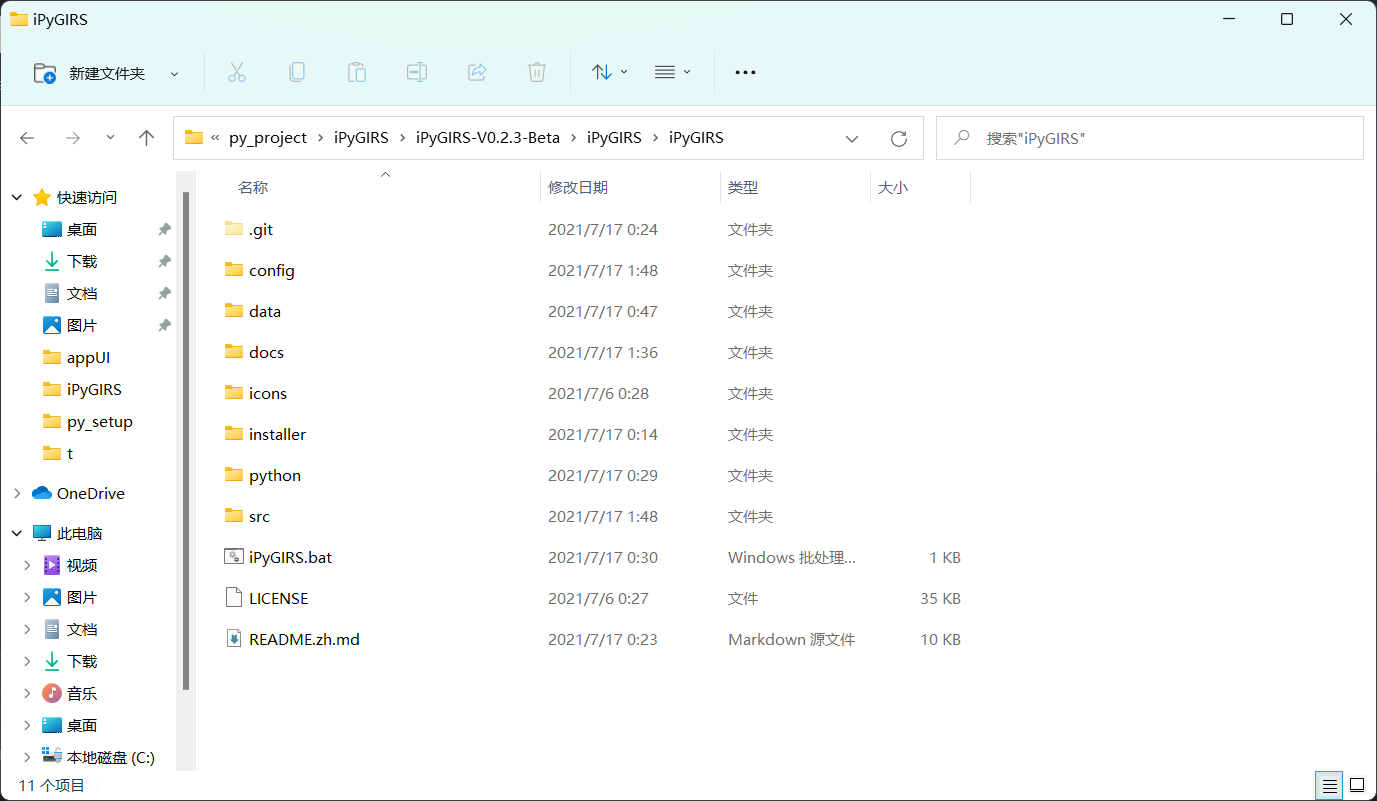 iPyGIRS
新建文件夹
« py_project › iPyGIRS › iPyGIRS-V0.2.3-Beta › iPyGIRS › iPyGIRS
搜索"iPyGIRS"
快速访问
桌面
下载
文档
图片
appUI
iPyGIRS
py_setup
t
OneDrive
此电脑
视频
图片
文档
下载
音乐
桌面
本地磁盘 (C:)
名称 修改日期 类型 大小
.git 2021/7/17 0:24 文件夹
config 2021/7/17 1:48 文件夹
data 2021/7/17 0:47 文件夹
docs 2021/7/17 1:36 文件夹
icons 2021/7/6 0:28 文件夹
installer 2021/7/17 0:14 文件夹
python 2021/7/17 0:29 文件夹
src 2021/7/17 1:48 文件夹
iPyGIRS.bat 2021/7/17 0:30 Windows 批处理... 1 KB
LICENSE 2021/7/6 0:27 文件 35 KB
README.zh.md 2021/7/17 0:23 Markdown 源文件 10 KB
11 个项目